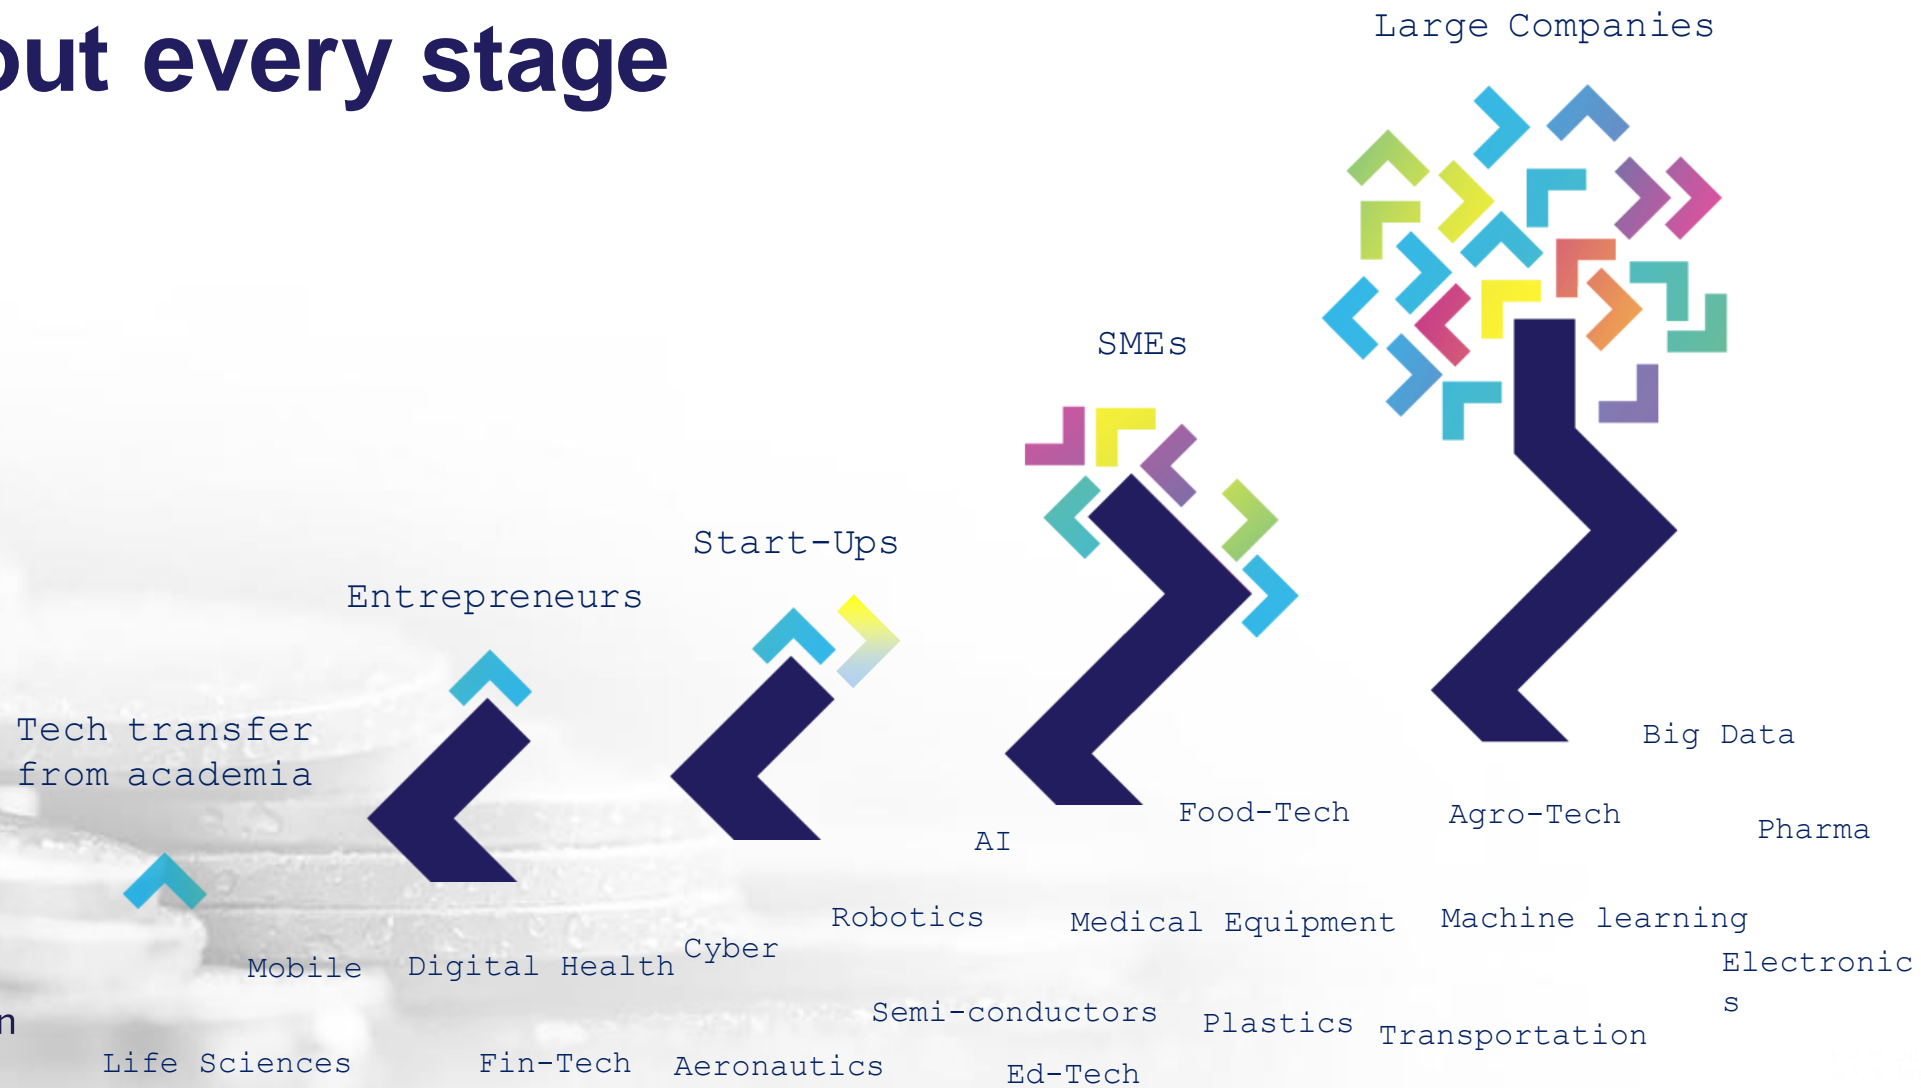 out every stage
Large Companies
SMEs
Start-Ups
Entrepreneurs
Tech transfer
from academia
Big Data
Food-Tech
Agro-Tech
Pharma
AI
Robotics
Medical Equipment
Machine learning
Cyber
Mobile
Digital Health
Electronic
s
Semi-conductors
Plastics
Transportation
n
Life Sciences
Fin-Tech
Aeronautics
Ed-Tech